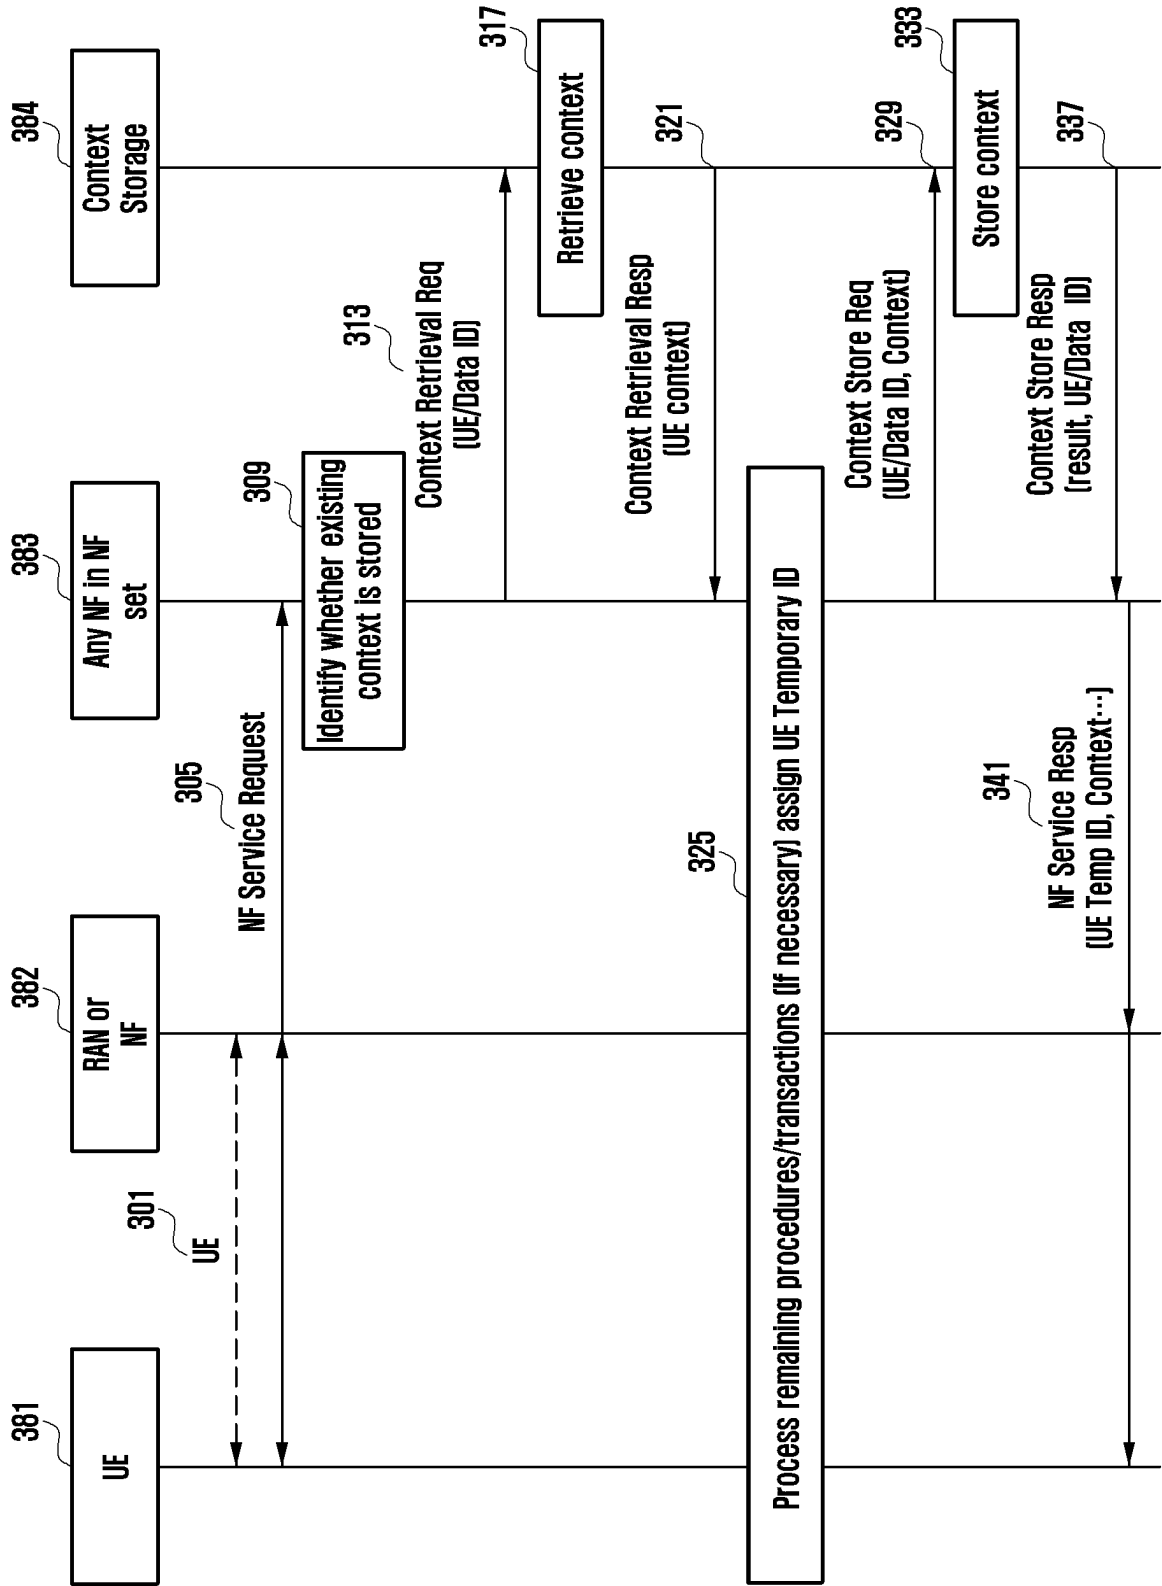 381
UE
382
RAN or
NF
383
Any NF in NF
set
384
Context
Storage
301
UE
305
NF Service Request
309
Identify whether existing
context is stored
313
Context Retrieval Req
(UE/Data ID)
317
Retrieve context
Context Retrieval Resp
(UE context)
321
325
Process remaining procedures/transactions (If necessary) assign UE Temporary ID
Context Store Req
(UE/Data ID, Context)
329
333
Store context
Context Store Resp
(result, UE/Data ID)
337
341
NF Service Resp
(UE Temp ID, Context···)